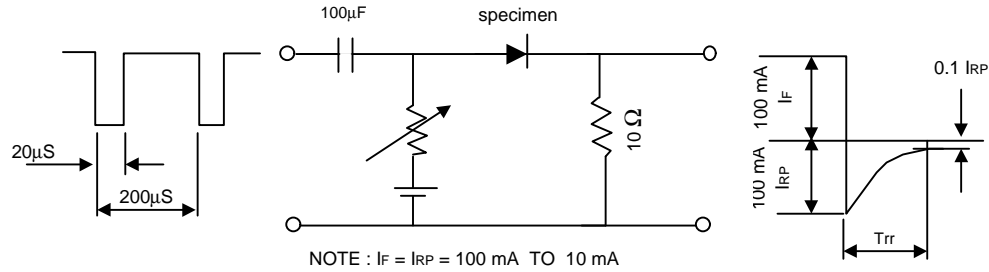 100μF
specimen
20μS
200μS
10 Ω
100 mA
IF
100 mA
IRP
0.1 IRP
Trr
NOTE : IF = IRP = 100 mA TO 10 mA